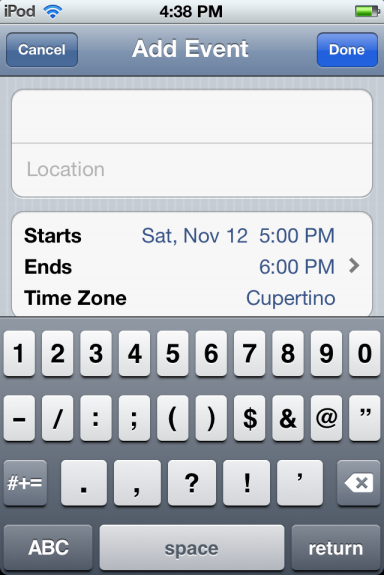 iPod 4:38 PM
Cancel Add Event Done
Location
Starts Sat, Nov 12 5:00 PM
Ends 6:00 PM
Time Zone Cupertino
1 2 3 4 5 6 7 8 9 0
- / : ; ( ) $ & @ ”
#+= . , ? ! ’
ABC space return